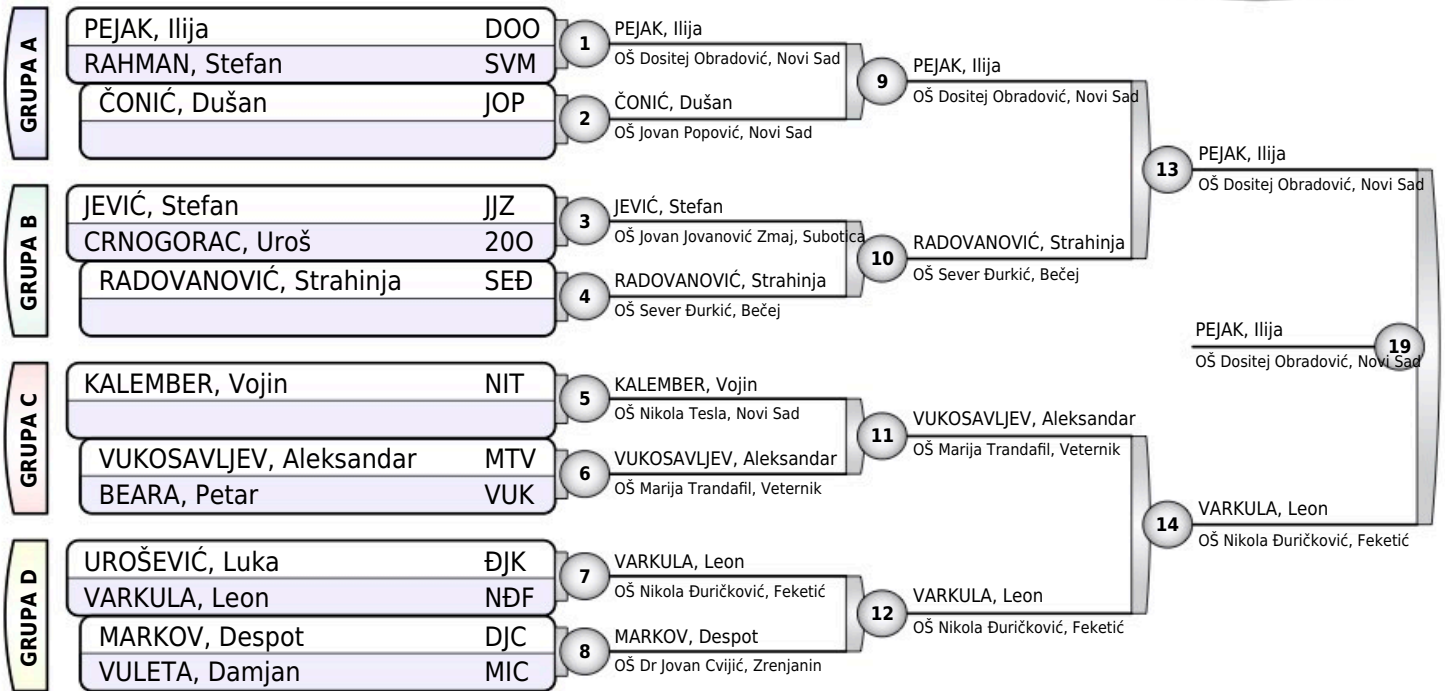 GRUPA A
PEJAK, Ilija DOO
RAHMAN, Stefan SVM
ČONIĆ, Dušan JOP
1
PEJAK, Ilija
OŠ Dositej Obradović, Novi Sad
2
ČONIĆ, Dušan
OŠ Jovan Popović, Novi Sad
9
PEJAK, Ilija
OŠ Dositej Obradović, Novi Sad
GRUPA B
JEVIĆ, Stefan JJZ
CRNOGORAC, Uroš 20O
RADOVANOVIĆ, Strahinja SEĐ
3
JEVIĆ, Stefan
OŠ Jovan Jovanović Zmaj, Subotica
4
RADOVANOVIĆ, Strahinja
OŠ Sever Đurkić, Bečej
10
RADOVANOVIĆ, Strahinja
OŠ Sever Đurkić, Bečej
13
PEJAK, Ilija
OŠ Dositej Obradović, Novi Sad
GRUPA C
KALEMBER, Vojin NIT
VUKOSAVLJEV, Aleksandar MTV
BEARA, Petar VUK
5
KALEMBER, Vojin
OŠ Nikola Tesla, Novi Sad
6
VUKOSAVLJEV, Aleksandar
OŠ Marija Trandafil, Veternik
11
VUKOSAVLJEV, Aleksandar
OŠ Marija Trandafil, Veternik
GRUPA D
UROŠEVIĆ, Luka ĐJK
VARKULA, Leon NĐF
MARKOV, Despot DJC
VULETA, Damjan MIC
7
VARKULA, Leon
OŠ Nikola Đuričković, Feketić
8
MARKOV, Despot
OŠ Dr Jovan Cvijić, Zrenjanin
12
VARKULA, Leon
OŠ Nikola Đuričković, Feketić
14
VARKULA, Leon
OŠ Nikola Đuričković, Feketić
PEJAK, Ilija
OŠ Dositej Obradović, Novi Sad
19